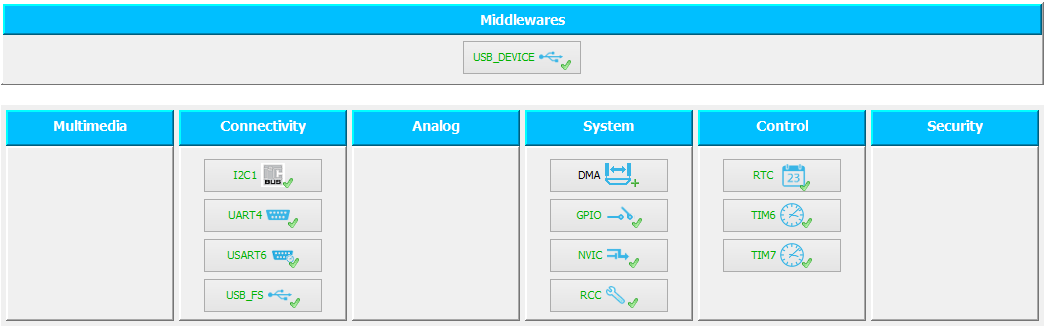 Middlewares
USB_DEVICE
Multimedia Connectivity Analog System Control Security
I2C1 BUS DMA RTC 23
UART4 GPIO TIM6
USART6 NVIC TIM7
USB_FS RCC